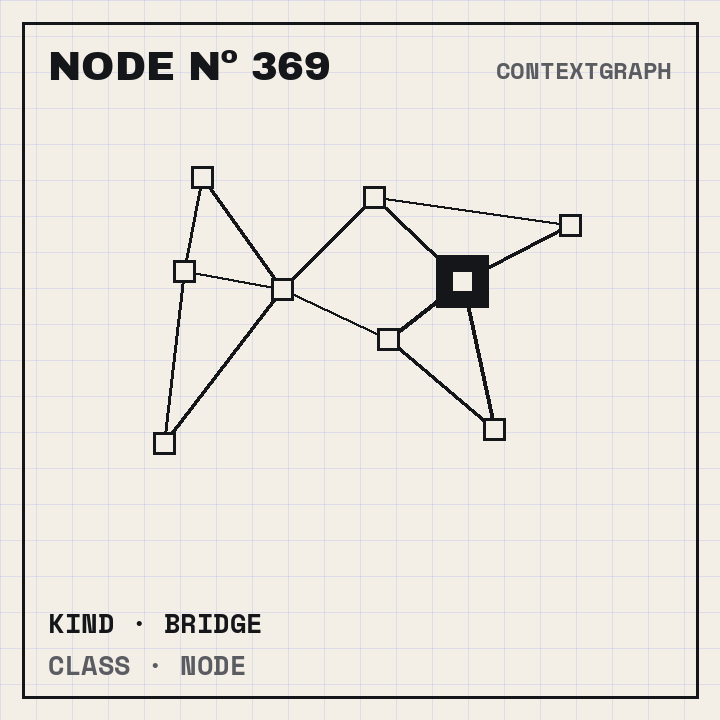 NODE Nº 369
CONTEXTGRAPH
KIND · BRIDGE
CLASS · NODE